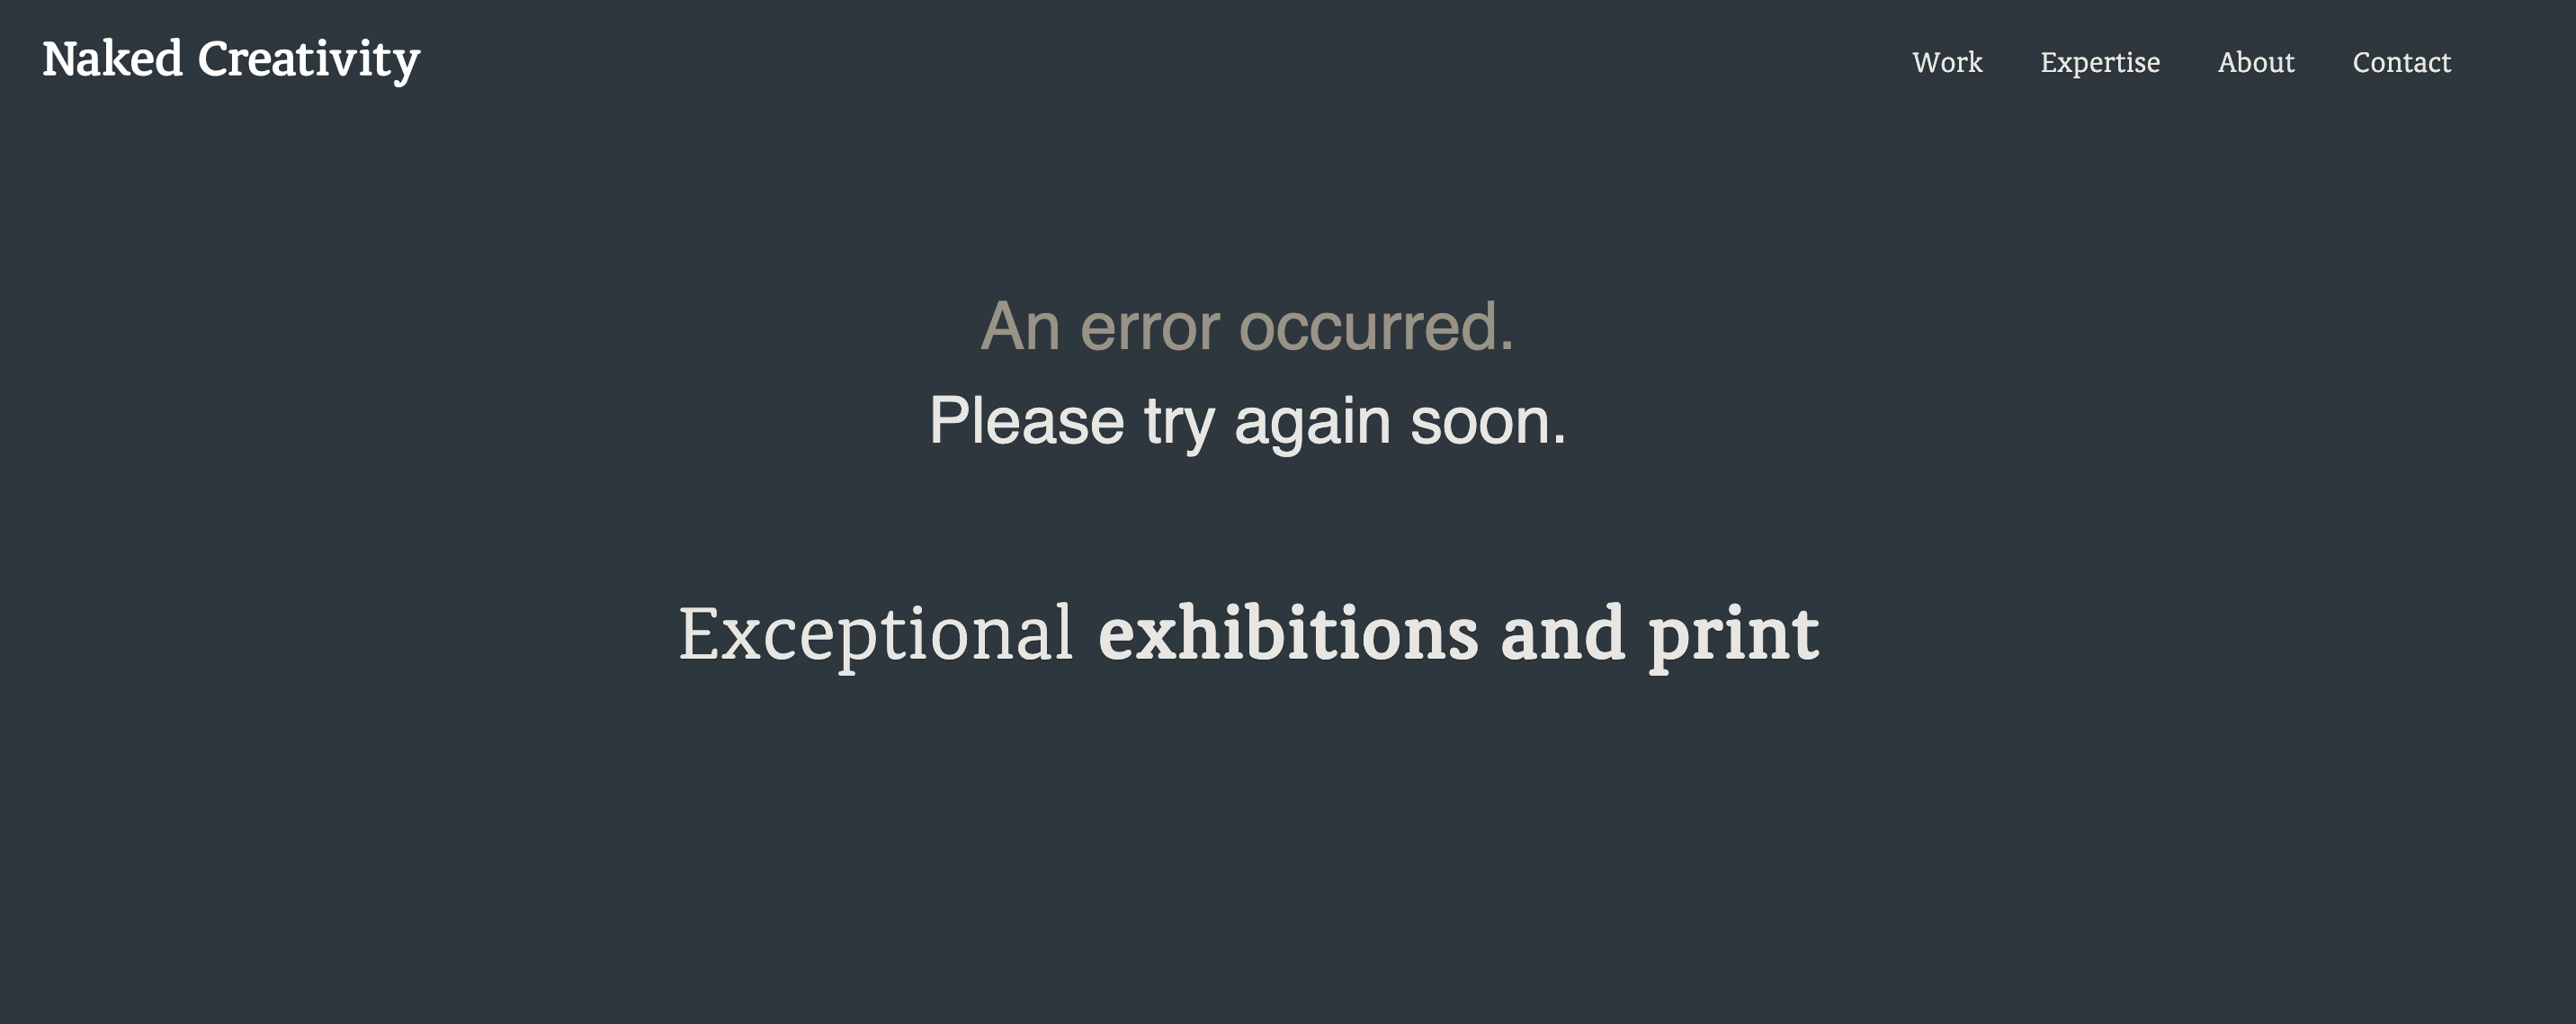 Naked Creativity
Work Expertise About Contact
An error occurred.
Please try again soon.
Exceptional exhibitions and print